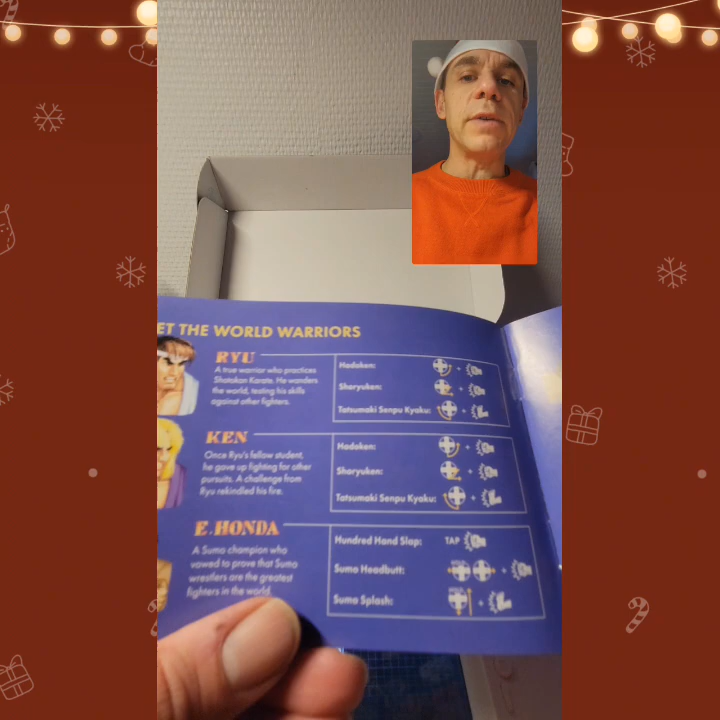 ET THE WORLD WARRIORS
RYU
A true warrior who practices
Shotokan Karate. He wanders
the world, testing his skills
against other fighters.
Hadoken:
+
Shoryuken:
+
Tatsumaki Senpu Kyaku:
+
KEN
Once Ryu's fellow student,
he gave up fighting for other
pursuits. A challenge from
Ryu rekindled his fire.
Hadoken:
+
Shoryuken:
+
Tatsumaki Senpu Kyaku:
+
E.HONDA
A Sumo champion who
vowed to prove that Sumo
wrestlers are the greatest
fighters in the world.
Hundred Hand Slap:
TAP
Sumo Headbutt:
+
Sumo Splash:
+